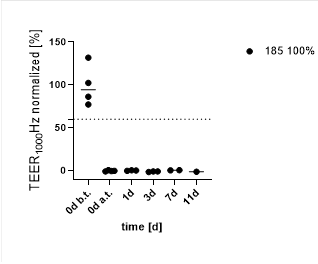 TEER1000Hz normalized [%]
150
100
50
0
0d b.t.
0d a.t.
1d
3d
7d
11d
time [d]
185 100%